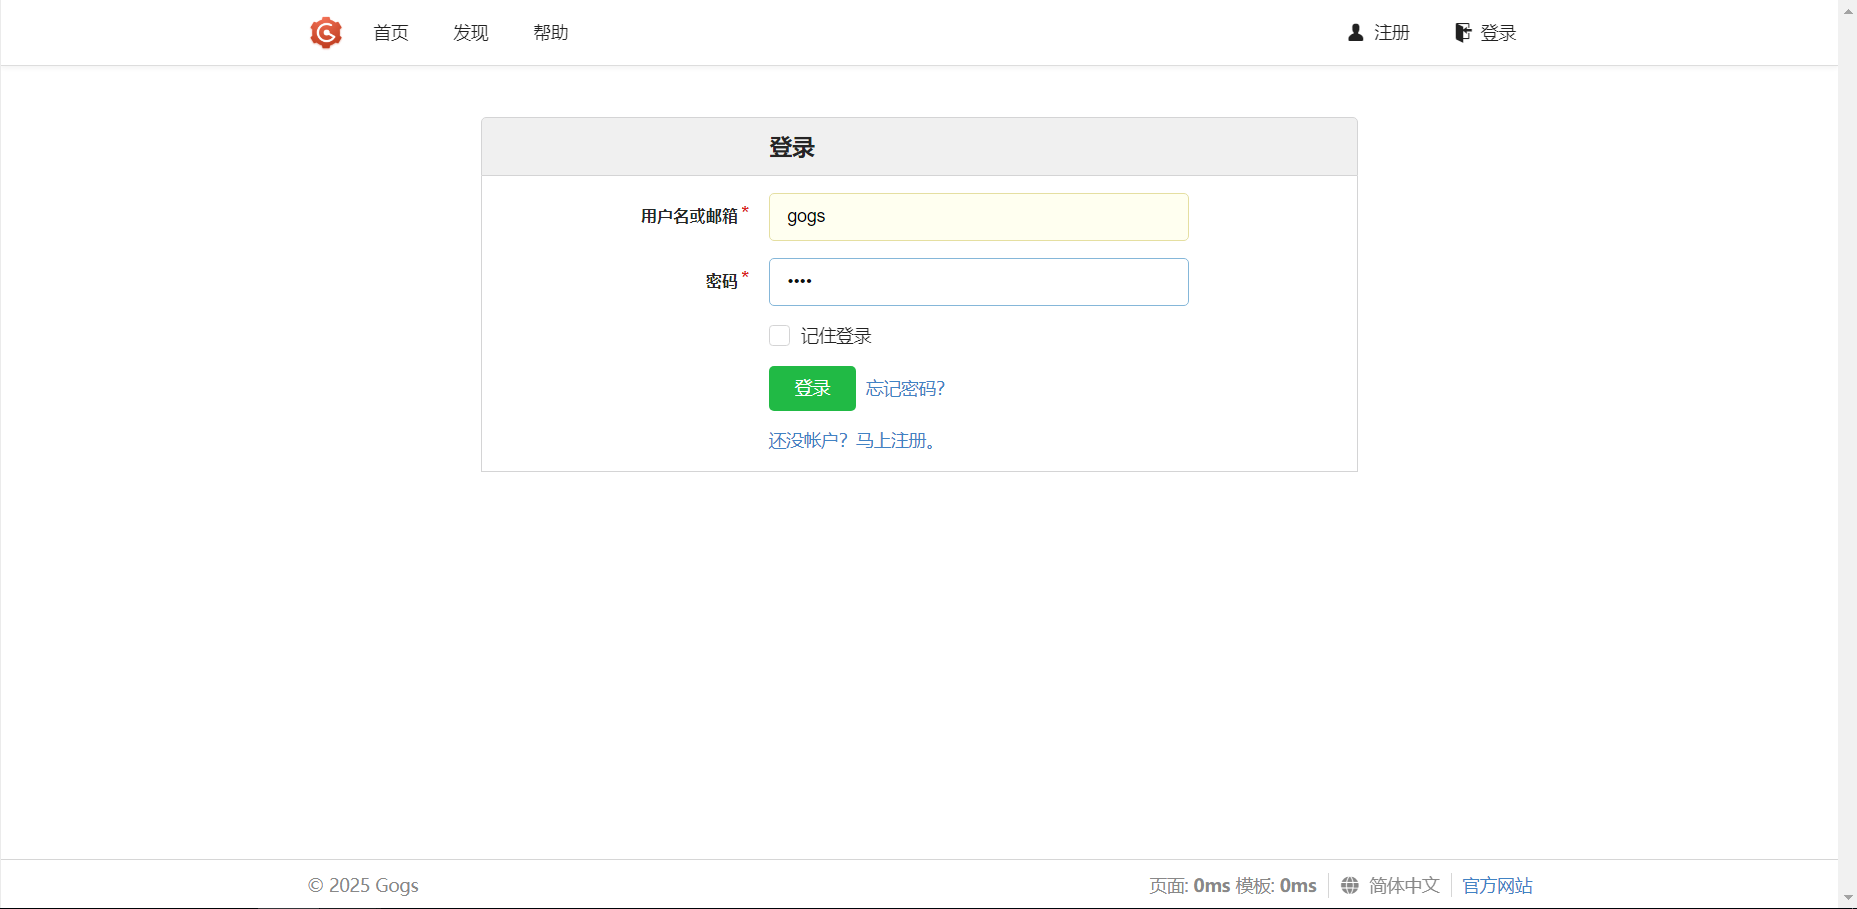 首页 发现 帮助 注册 登录
登录
用户名或邮箱* gogs
密码* ••••
记住登录
登录 忘记密码?
还没帐户？马上注册。
© 2025 Gogs 页面: 0ms 模板: 0ms 简体中文 官方网站